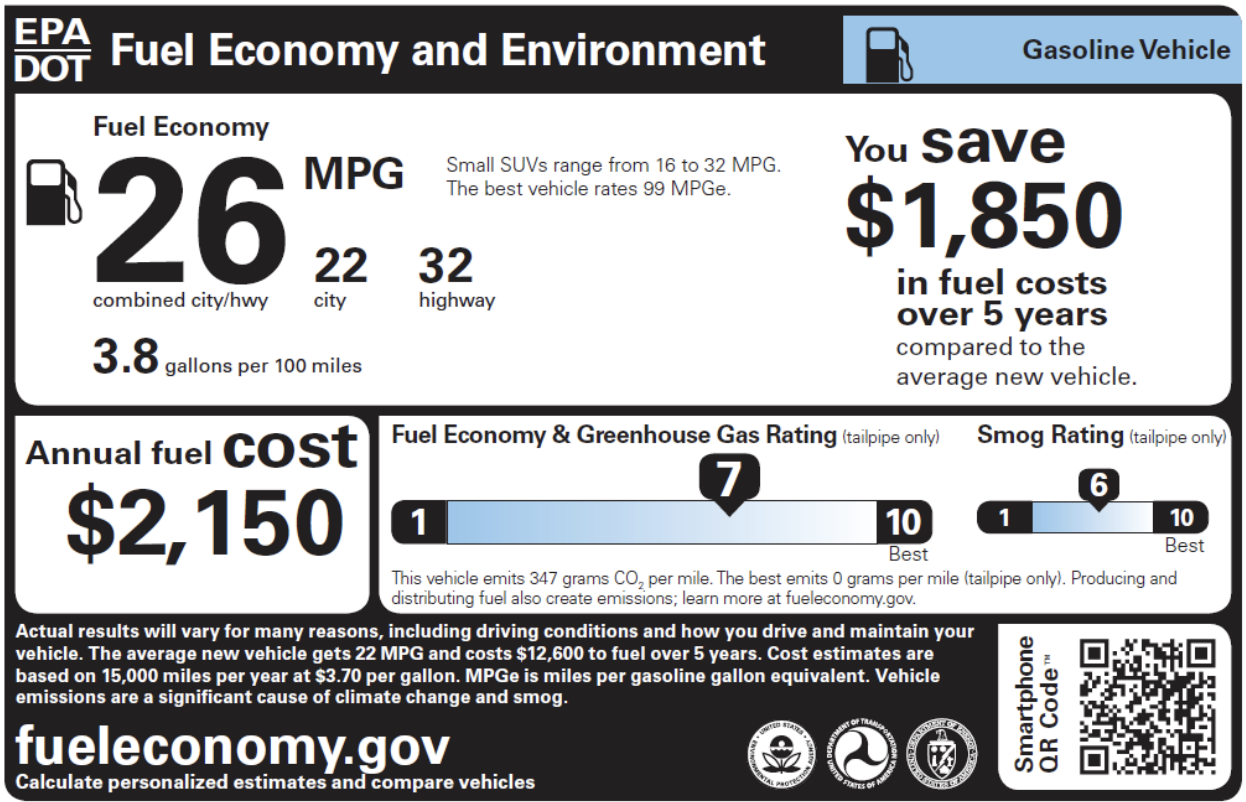 EPA
DOT
Fuel Economy and Environment
Gasoline Vehicle
Fuel Economy
26 MPG
combined city/hwy
22
city
32
highway
3.8 gallons per 100 miles
Small SUVs range from 16 to 32 MPG.
The best vehicle rates 99 MPGe.
You save
$1,850
in fuel costs
over 5 years
compared to the
average new vehicle.
Annual fuel cost
$2,150
Fuel Economy & Greenhouse Gas Rating (tailpipe only)
7
1
10
Best
Smog Rating (tailpipe only)
6
1
10
Best
This vehicle emits 347 grams CO₂ per mile. The best emits 0 grams per mile (tailpipe only). Producing and
distributing fuel also create emissions; learn more at fueleconomy.gov.
Actual results will vary for many reasons, including driving conditions and how you drive and maintain your
vehicle. The average new vehicle gets 22 MPG and costs $12,600 to fuel over 5 years. Cost estimates are
based on 15,000 miles per year at $3.70 per gallon. MPGe is miles per gasoline gallon equivalent. Vehicle
emissions are a significant cause of climate change and smog.
fueleconomy.gov
Calculate personalized estimates and compare vehicles
Smartphone
QR Code™